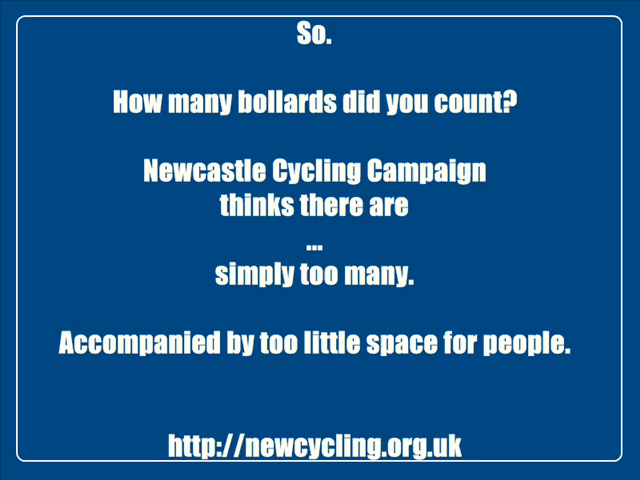 So.
How many bollards did you count?
Newcastle Cycling Campaign
thinks there are
...
simply too many.
Accompanied by too little space for people.
http://newcycling.org.uk